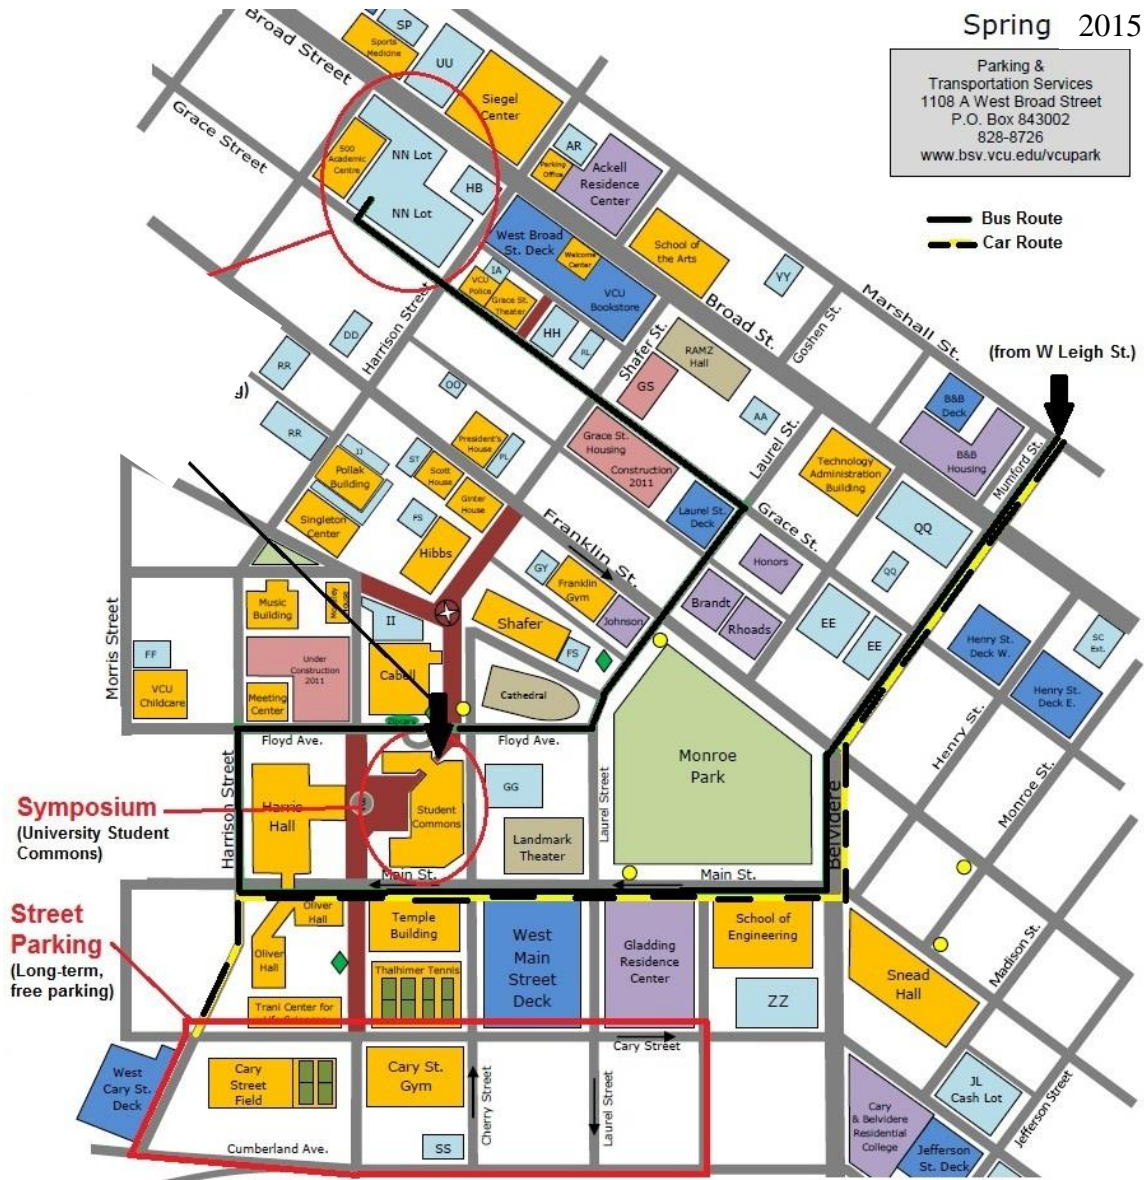 Spring 2015
Parking &
Transportation Services
1108 A West Broad Street
P.O. Box 843002
828-8726
www.bsv.vcu.edu/vcupark
Bus Route
Car Route
(from W Leigh St.)
Broad Street
Grace Street
SP
Sports
Medicine
UU
Siegel
Center
500
Academic
Centre
NN Lot
HB
NN Lot
AR
Parking
Office
Ackell
Residence
Center
West Broad
St. Deck
Welcome
Center
VCU
Bookstore
School of
the Arts
YY
Broad St.
Marshall St.
Goshen St.
IA
VCU
Police
Grace St.
Theater
HH
RL
Shafer St.
RAMZ
Hall
GS
AA
Laurel St.
B&B
Deck
B&B
Housing
Mumford St.
Harrison Street
DD
RR
g)
RR
OO
President's
House
PL
Grace St.
Housing
Construction
2011
Laurel St.
Deck
Technology
Administration
Building
QQ
QQ
Grace St.
JJ
Pollak
Building
ST
Scott
House
Ginter
House
Singleton
Center
FS
Hibbs
Franklin St.
GY
Franklin
Gym
Johnson
Honors
Brandt
Rhoads
EE
EE
Henry St.
Deck W.
Henry St.
Deck E.
SC
Ext.
Morris Street
Music
Building
II
Shafer
FS
FF
VCU
Childcare
Under
Construction
2011
Meeting
Center
Cabell
Cathedral
Floyd Ave.
Floyd Ave.
Monroe
Park
Henry St.
Monroe St.
Symposium
(University Student
Commons)
Harrison Street
Harris
Hall
Student
Commons
GG
Landmark
Theater
Laurel Street
Belvidere
Main St.
Main St.
Street
Parking
(Long-term,
free parking)
Oliver
Hall
Oliver
Hall
Temple
Building
West
Main
Street
Deck
Gladding
Residence
Center
School of
Engineering
ZZ
Snead
Hall
Madison St.
Thalhimer Tennis
Trani Center for
Cary Street
West
Cary St.
Deck
Cary
Street
Field
Cary St.
Gym
Cherry Street
Laurel Street
SS
Cumberland Ave.
Cary
& Belvidere
Residential
College
JL
Cash Lot
Jefferson
St. Deck
Jefferson Street